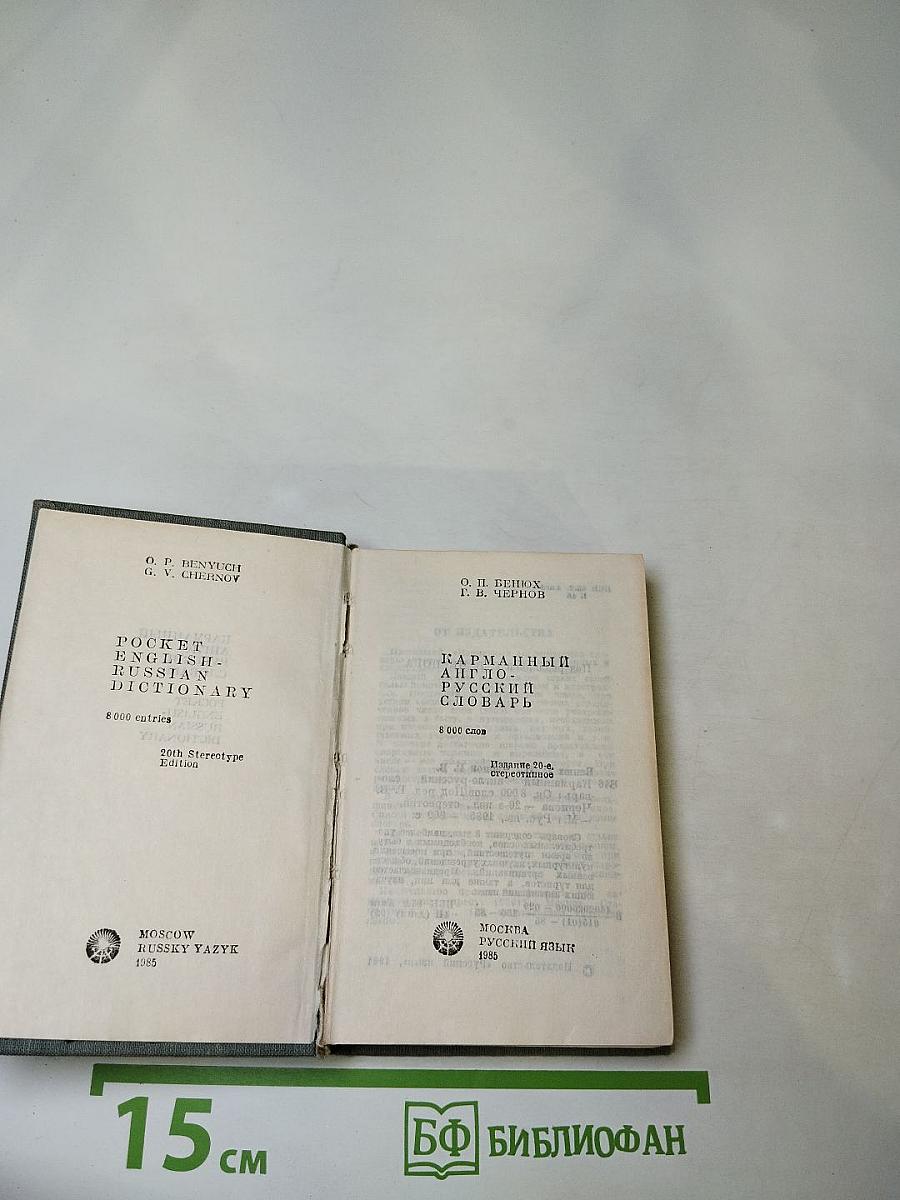 O. P. BENYUCH
G. V. CHERNOV
POCKET
ENGLISH-
RUSSIAN
DICTIONARY
8 000 entries
20th Stereotype
Edition
MOSCOW
RUSSKY YAZYK
1985
О. П. БЕНЮХ
Г. В. ЧЕРНОВ
КАРМАННЫЙ
АНГЛО-
РУССКИЙ
СЛОВАРЬ
8 000 слов
Издание 20-е,
стереотипное
МОСКВА
РУССКИЙ ЯЗЫК
1985
15 см
БФ БИБЛИОФАН